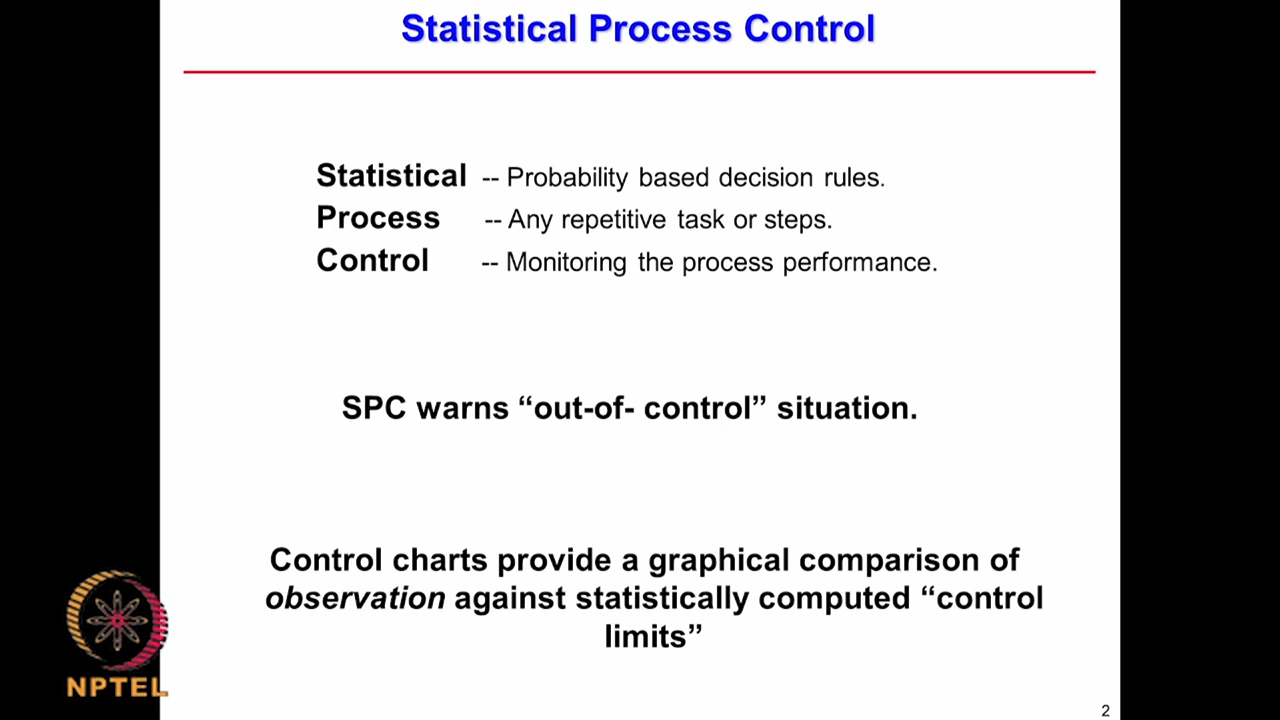 Statistical Process Control
Statistical -- Probability based decision rules.
Process -- Any repetitive task or steps.
Control -- Monitoring the process performance.
SPC warns “out-of- control” situation.
Control charts provide a graphical comparison of
observation against statistically computed “control
limits”
NPTEL
2